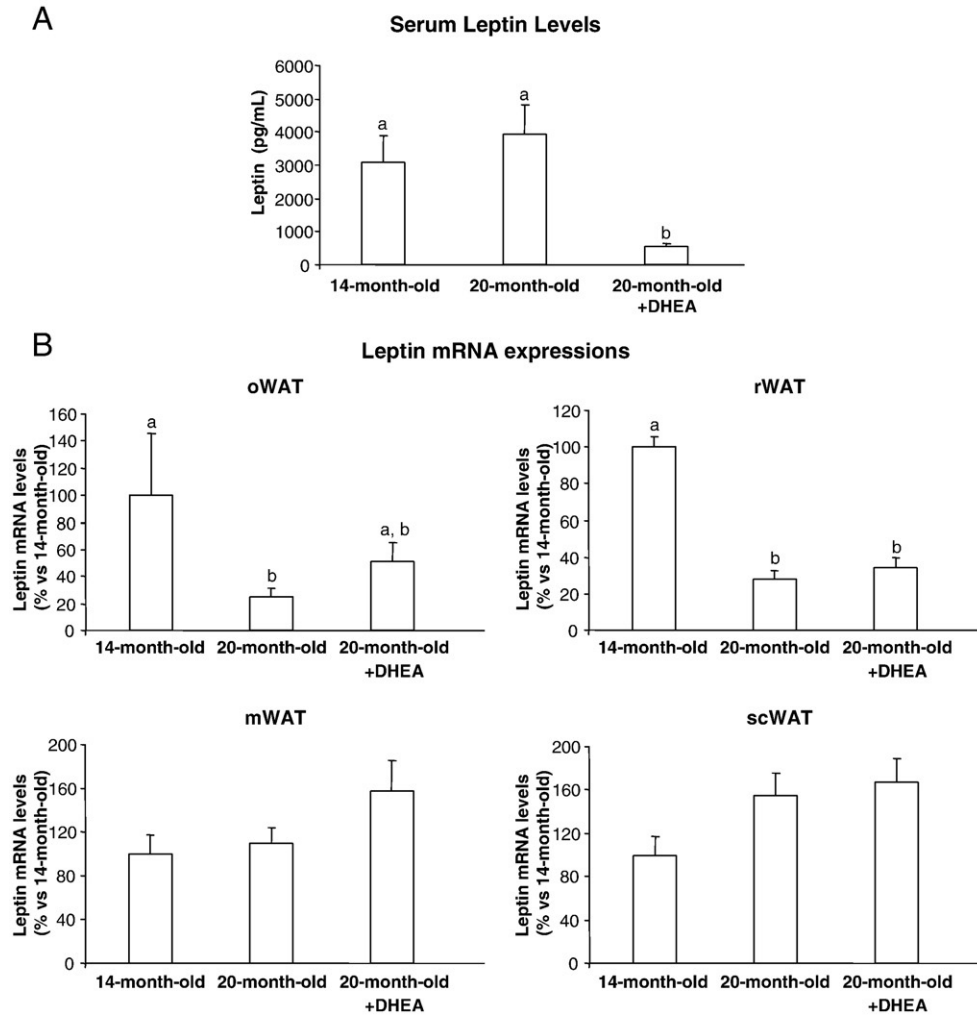 A
Serum Leptin Levels
Leptin (pg/mL)
6000
5000
4000
3000
2000
1000
0
a
a
b
14-month-old
20-month-old
20-month-old
+DHEA
B
Leptin mRNA expressions
oWAT
Leptin mRNA levels
(% vs 14-month-old)
160
140
120
100
80
60
40
20
0
a
b
a, b
14-month-old
20-month-old
20-month-old
+DHEA
rWAT
Leptin mRNA levels
(% vs 14-month-old)
120
100
80
60
40
20
0
a
b
b
14-month-old
20-month-old
20-month-old
+DHEA
mWAT
Leptin mRNA levels
(% vs 14-month-old)
200
160
120
80
40
0
14-month-old
20-month-old
20-month-old
+DHEA
scWAT
Leptin mRNA levels
(% vs 14-month-old)
200
160
120
80
40
0
14-month-old
20-month-old
20-month-old
+DHEA